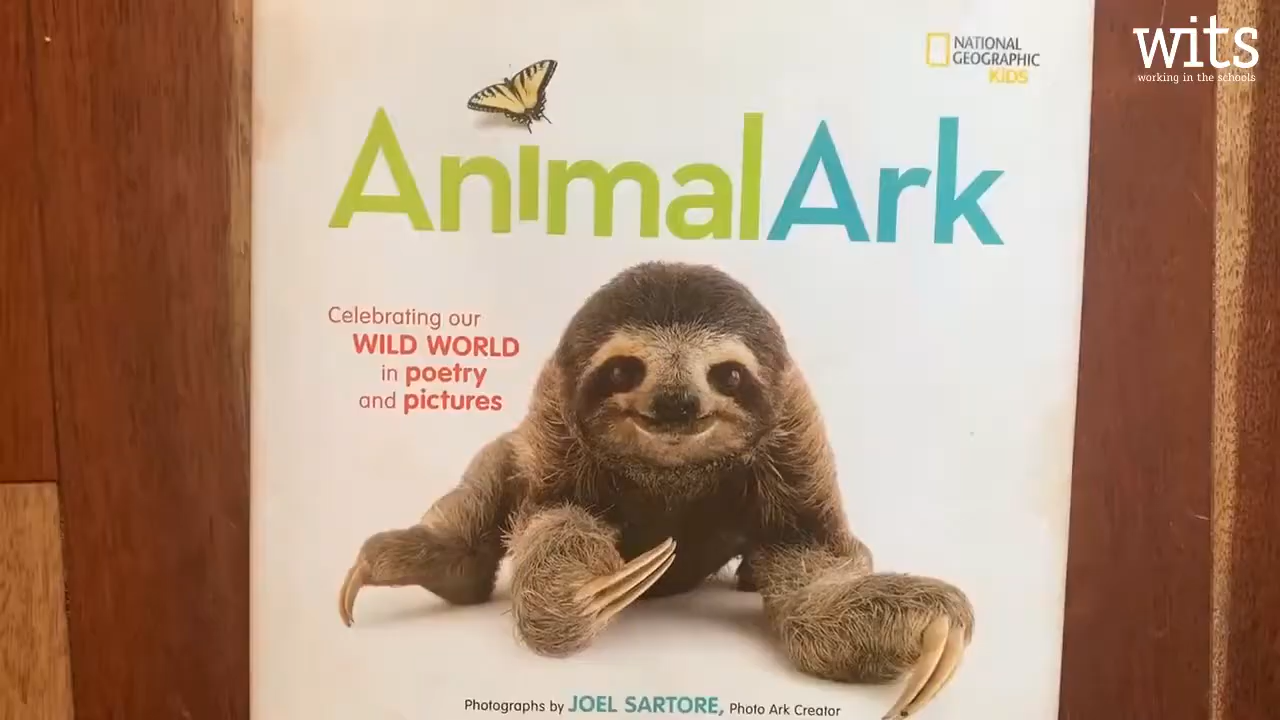 wits
working in the schools
NATIONAL
GEOGRAPHIC
KiDS
AnimalArk
Celebrating our
WILD WORLD
in poetry
and pictures
Photographs by JOEL SARTORE, Photo Ark Creator